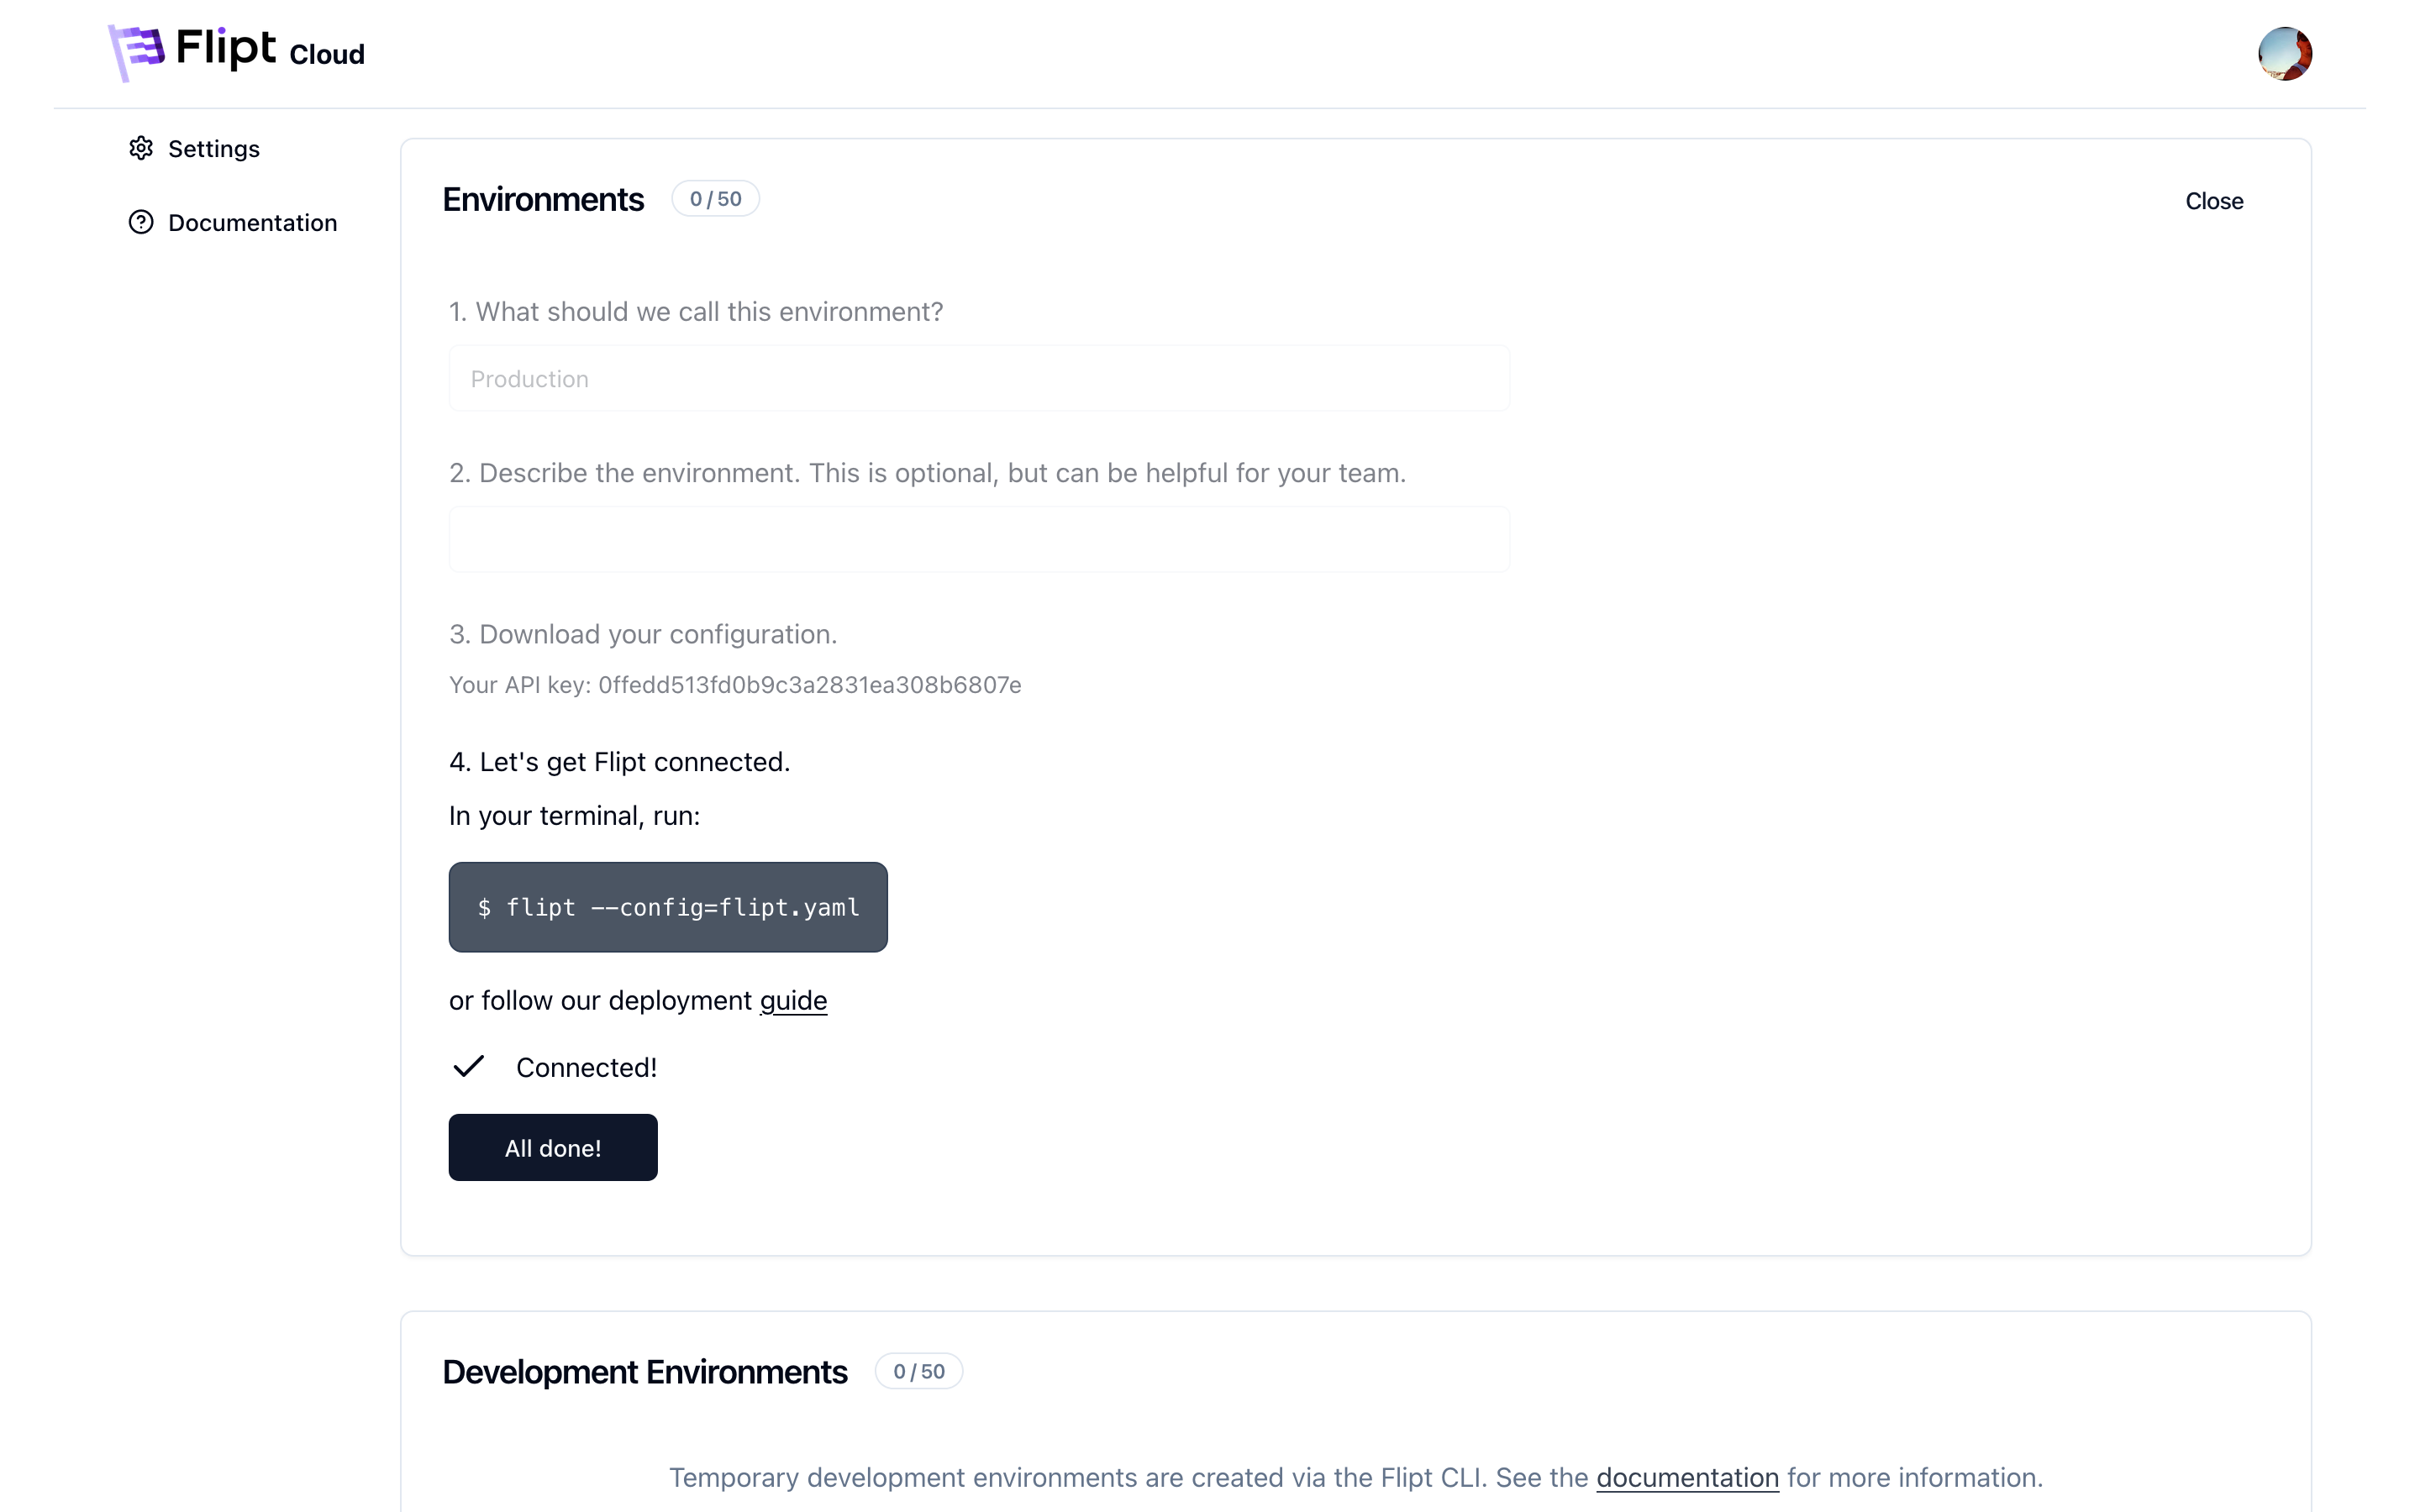 Flipt Cloud
Settings
Documentation
Environments 0 / 50
Close
1. What should we call this environment?
Production
2. Describe the environment. This is optional, but can be helpful for your team.
3. Download your configuration.
Your API key: 0ffedd513fd0b9c3a2831ea308b6807e
4. Let's get Flipt connected.
In your terminal, run:
$ flipt --config=flipt.yaml
or follow our deployment guide
Connected!
All done!
Development Environments 0 / 50
Temporary development environments are created via the Flipt CLI. See the documentation for more information.